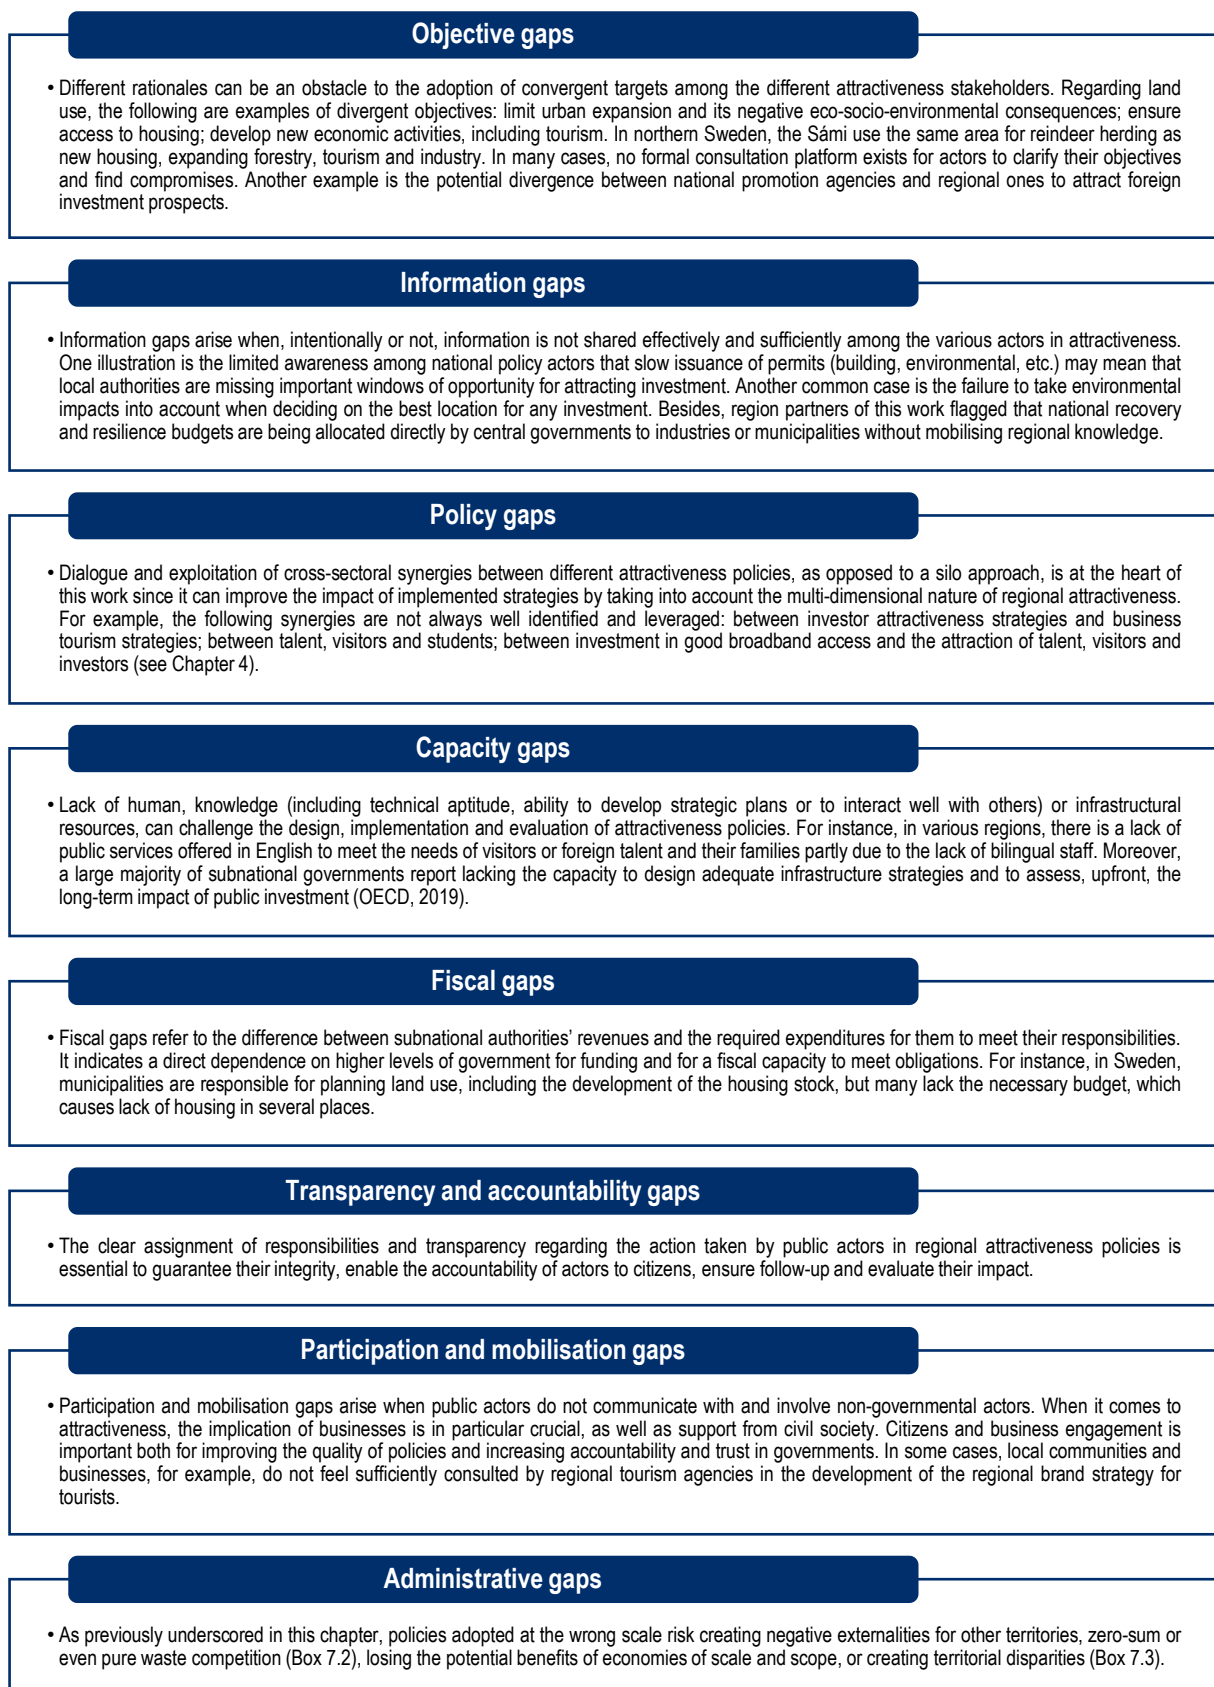 Objective gaps
• Different rationales can be an obstacle to the adoption of convergent targets among the different attractiveness stakeholders. Regarding land
use, the following are examples of divergent objectives: limit urban expansion and its negative eco-socio-environmental consequences; ensure
access to housing; develop new economic activities, including tourism. In northern Sweden, the Sámi use the same area for reindeer herding as
new housing, expanding forestry, tourism and industry. In many cases, no formal consultation platform exists for actors to clarify their objectives
and find compromises. Another example is the potential divergence between national promotion agencies and regional ones to attract foreign
investment prospects.
Information gaps
• Information gaps arise when, intentionally or not, information is not shared effectively and sufficiently among the various actors in attractiveness.
One illustration is the limited awareness among national policy actors that slow issuance of permits (building, environmental, etc.) may mean that
local authorities are missing important windows of opportunity for attracting investment. Another common case is the failure to take environmental
impacts into account when deciding on the best location for any investment. Besides, region partners of this work flagged that national recovery
and resilience budgets are being allocated directly by central governments to industries or municipalities without mobilising regional knowledge.
Policy gaps
• Dialogue and exploitation of cross-sectoral synergies between different attractiveness policies, as opposed to a silo approach, is at the heart of
this work since it can improve the impact of implemented strategies by taking into account the multi-dimensional nature of regional attractiveness.
For example, the following synergies are not always well identified and leveraged: between investor attractiveness strategies and business
tourism strategies; between talent, visitors and students; between investment in good broadband access and the attraction of talent, visitors and
investors (see Chapter 4).
Capacity gaps
• Lack of human, knowledge (including technical aptitude, ability to develop strategic plans or to interact well with others) or infrastructural
resources, can challenge the design, implementation and evaluation of attractiveness policies. For instance, in various regions, there is a lack of
public services offered in English to meet the needs of visitors or foreign talent and their families partly due to the lack of bilingual staff. Moreover,
a large majority of subnational governments report lacking the capacity to design adequate infrastructure strategies and to assess, upfront, the
long-term impact of public investment (OECD, 2019).
Fiscal gaps
• Fiscal gaps refer to the difference between subnational authorities’ revenues and the required expenditures for them to meet their responsibilities.
It indicates a direct dependence on higher levels of government for funding and for a fiscal capacity to meet obligations. For instance, in Sweden,
municipalities are responsible for planning land use, including the development of the housing stock, but many lack the necessary budget, which
causes lack of housing in several places.
Transparency and accountability gaps
• The clear assignment of responsibilities and transparency regarding the action taken by public actors in regional attractiveness policies is
essential to guarantee their integrity, enable the accountability of actors to citizens, ensure follow-up and evaluate their impact.
Participation and mobilisation gaps
• Participation and mobilisation gaps arise when public actors do not communicate with and involve non-governmental actors. When it comes to
attractiveness, the implication of businesses is in particular crucial, as well as support from civil society. Citizens and business engagement is
important both for improving the quality of policies and increasing accountability and trust in governments. In some cases, local communities and
businesses, for example, do not feel sufficiently consulted by regional tourism agencies in the development of the regional brand strategy for
tourists.
Administrative gaps
• As previously underscored in this chapter, policies adopted at the wrong scale risk creating negative externalities for other territories, zero-sum or
even pure waste competition (Box 7.2), losing the potential benefits of economies of scale and scope, or creating territorial disparities (Box 7.3).